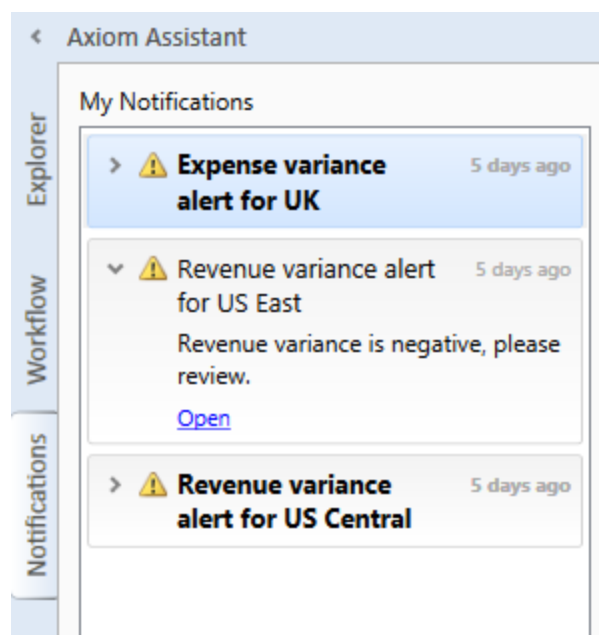 Axiom Assistant
Explorer
Workflow
Notifications
My Notifications
Expense variance 5 days ago
alert for UK
Revenue variance alert 5 days ago
for US East
Revenue variance is negative, please
review.
Open
Revenue variance 5 days ago
alert for US Central